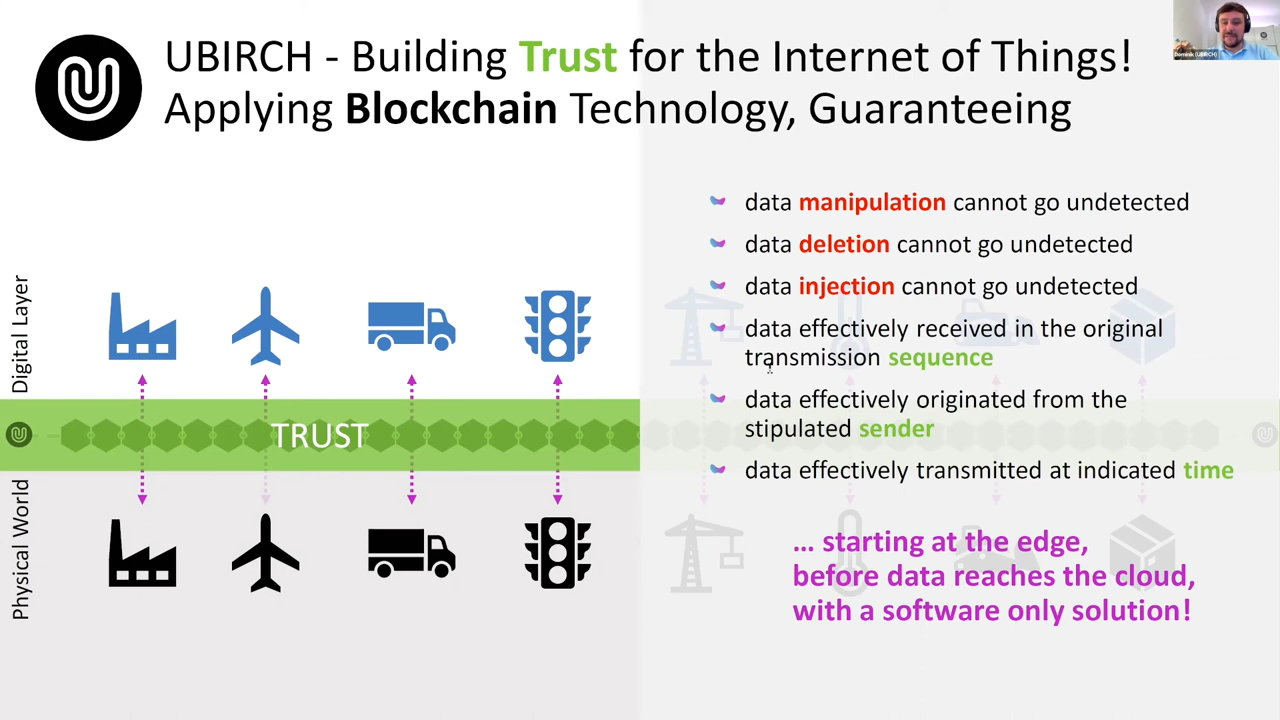 UBIRCH - Building Trust for the Internet of Things!
Applying Blockchain Technology, Guaranteeing
Dominik (UBIRCH)
data manipulation cannot go undetected
data deletion cannot go undetected
data injection cannot go undetected
data effectively received in the original
transmission sequence
data effectively originated from the
stipulated sender
data effectively transmitted at indicated time
... starting at the edge,
before data reaches the cloud,
with a software only solution!
Digital Layer
TRUST
Physical World